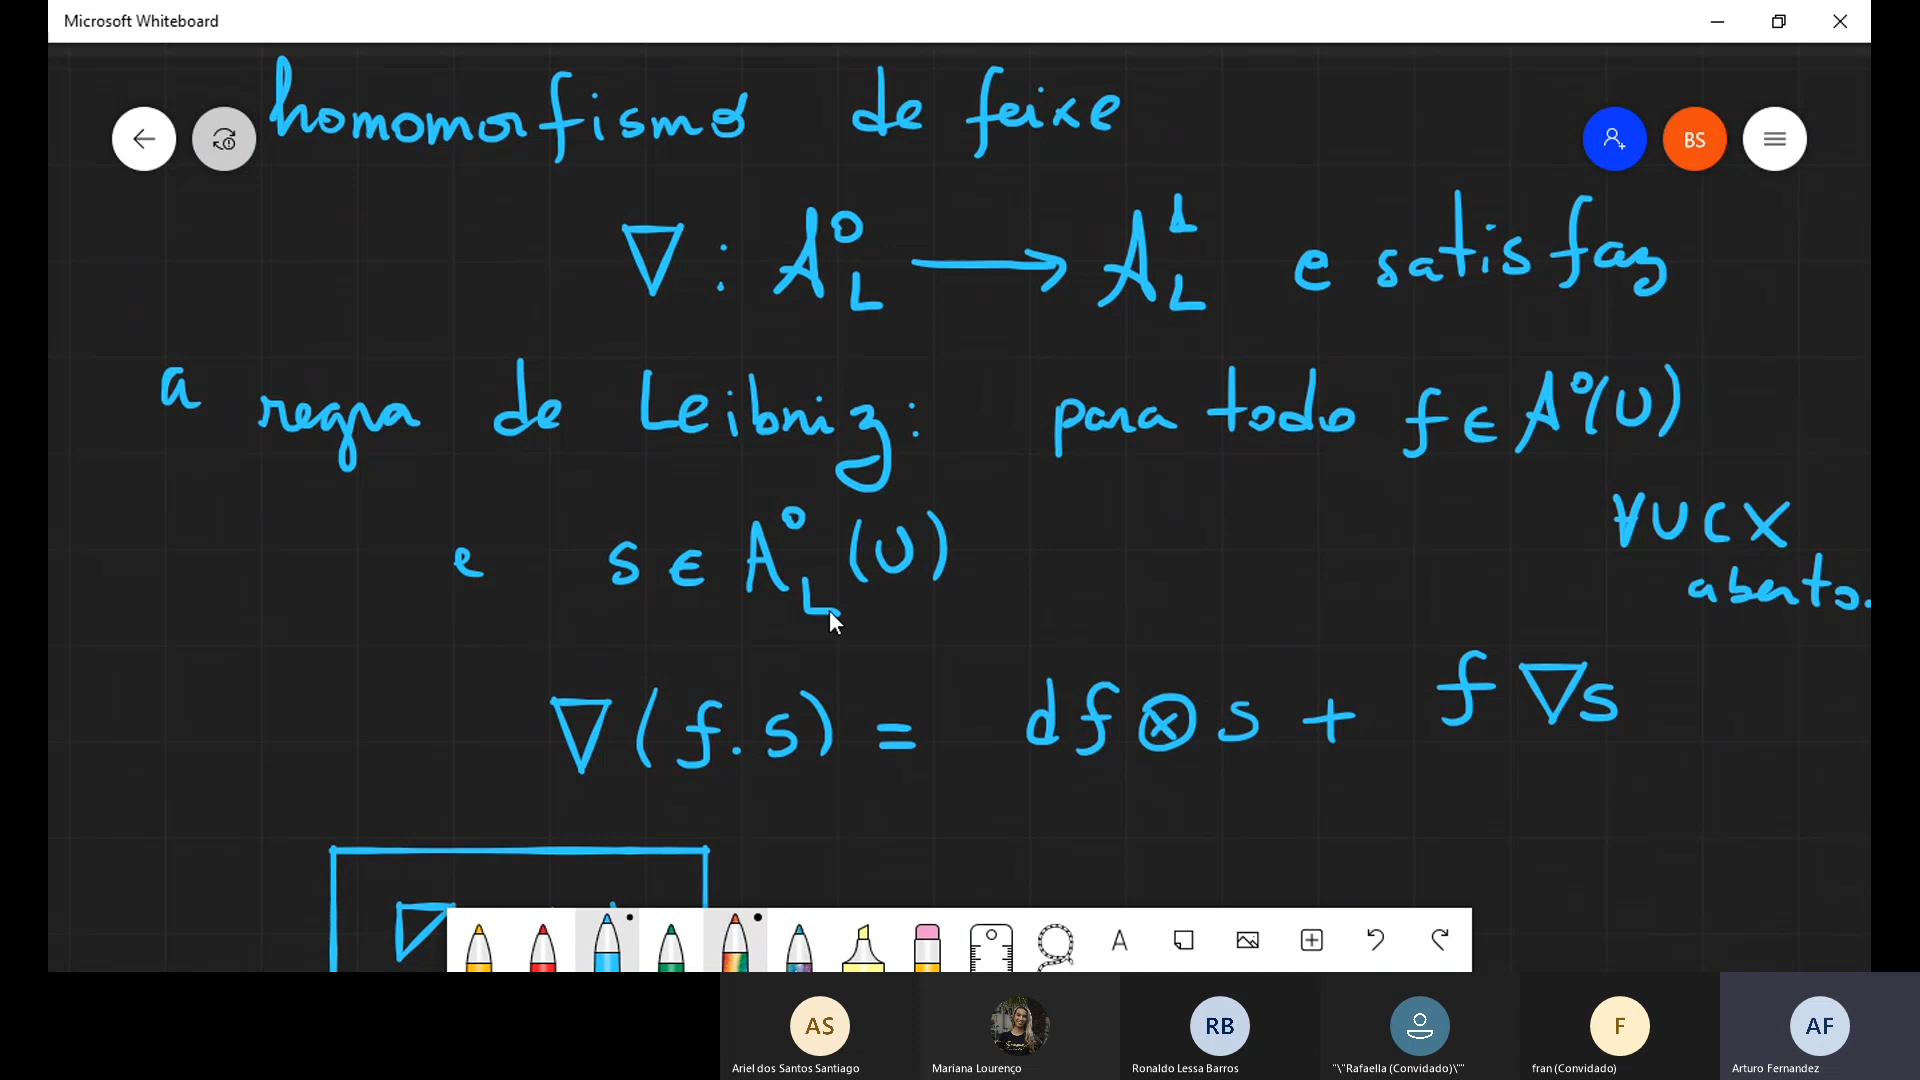 Microsoft Whiteboard
homomorfismo de feixe
BS
∇ : A⁰_L ⟶ A¹_L e satisfaz
a regra de Leibniz : para todo f ∈ A⁰(U)
∀ U ⊂ X
aberto.
e s ∈ A⁰_L (U)
∇(f.s) = df ⊗ s + f ∇s
∇
A
AS
RB
F
AF
Ariel dos Santos Santiago
Mariana Lourenço
Ronaldo Lessa Barros
"\"Rafaella (Convidado)\""
fran (Convidado)
Arturo Fernandez